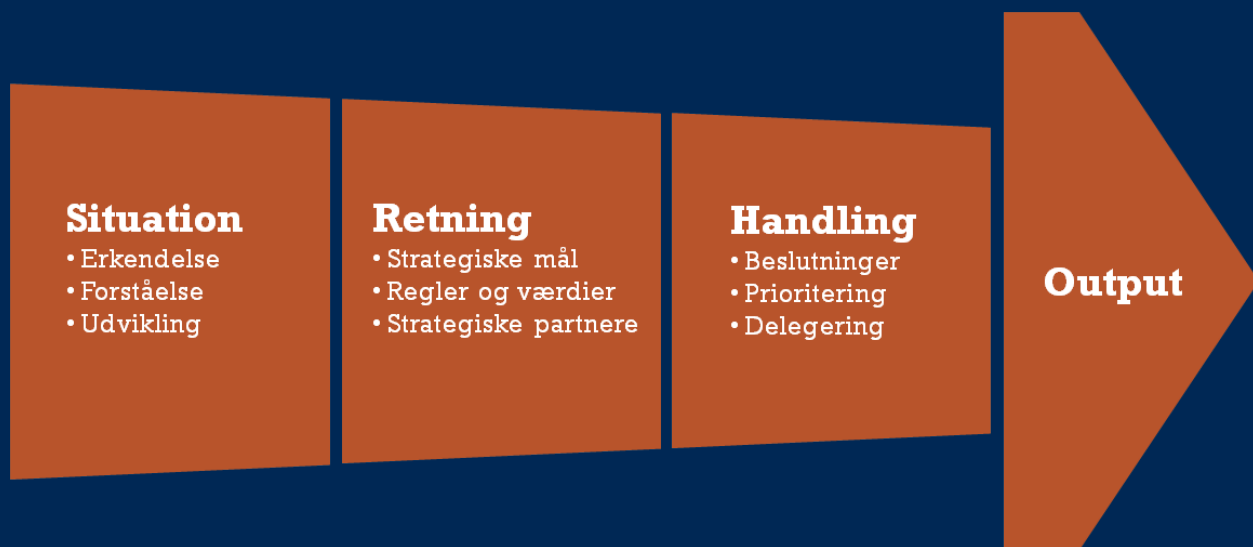 Situation
• Erkendelse
• Forståelse
• Udvikling
Retning
• Strategiske mål
• Regler og værdier
• Strategiske partnere
Handling
• Beslutninger
• Prioritering
• Delegering
Output